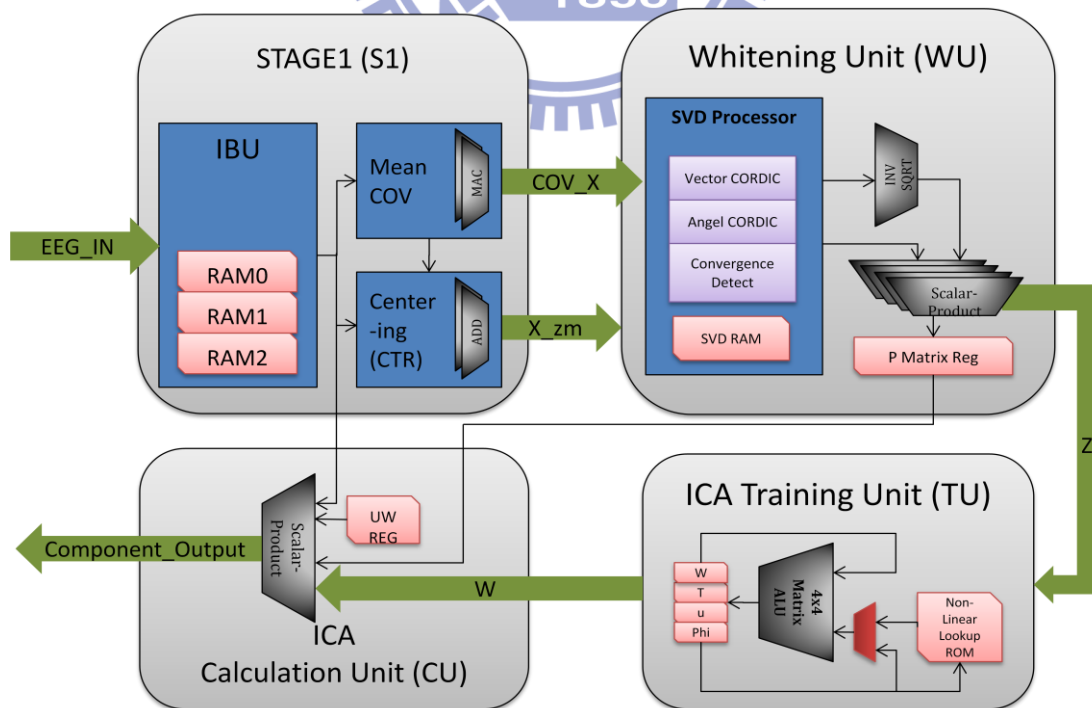 1838
STAGE1 (S1)
IBU
RAM0
RAM1
RAM2
Mean
COV
MAC
Center
-ing
(CTR)
ADD
EEG_IN
COV_X
X_zm
Whitening Unit (WU)
SVD Processor
Vector CORDIC
Angel CORDIC
Convergence
Detect
SVD RAM
INV
SQRT
Scalar-
Product
P Matrix Reg
Z
ICA Training Unit (TU)
W
T
u
Phi
4x4
Matrix
ALU
Non-
Linear
Lookup
ROM
W
Scalar-
Product
UW
REG
Component_Output
ICA
Calculation Unit (CU)